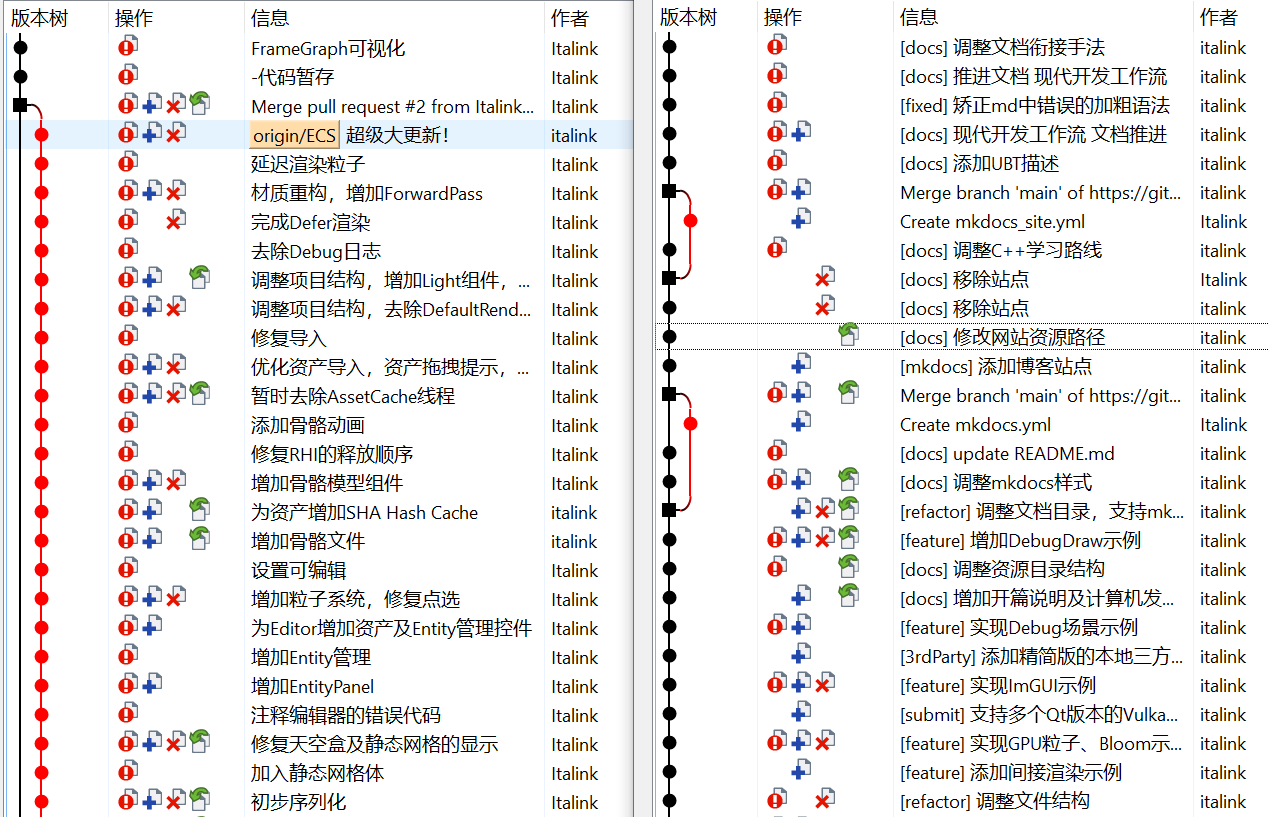 版本树 操作 信息 作者
FrameGraph可视化 Italink
-代码暂存 Italink
Merge pull request #2 from Italink... Italink
origin/ECS 超级大更新！ italink
延迟渲染粒子 Italink
材质重构，增加ForwardPass Italink
完成Defer渲染 Italink
去除Debug日志 Italink
调整项目结构，增加Light组件，... Italink
调整项目结构，去除DefaultRend... Italink
修复导入 Italink
优化资产导入，资产拖拽提示，... Italink
暂时去除AssetCache线程 Italink
添加骨骼动画 Italink
修复RHI的释放顺序 Italink
增加骨骼模型组件 Italink
为资产增加SHA Hash Cache italink
增加骨骼文件 italink
设置可编辑 Italink
增加粒子系统，修复点选 Italink
为Editor增加资产及Entity管理控件 Italink
增加Entity管理 Italink
增加EntityPanel Italink
注释编辑器的错误代码 Italink
修复天空盒及静态网格的显示 Italink
加入静态网格体 Italink
初步序列化 Italink
版本树 操作 信息 作者
[docs] 调整文档衔接手法 italink
[docs] 推进文档 现代开发工作流 italink
[fixed] 矫正md中错误的加粗语法 italink
[docs] 现代开发工作流 文档推进 italink
[docs] 添加UBT描述 italink
Merge branch 'main' of https://git... italink
Create mkdocs_site.yml Italink
[docs] 调整C++学习路线 italink
[docs] 移除站点 Italink
[docs] 移除站点 italink
[docs] 修改网站资源路径 italink
[mkdocs] 添加博客站点 italink
Merge branch 'main' of https://git... italink
Create mkdocs.yml Italink
[docs] update README.md italink
[docs] 调整mkdocs样式 italink
[refactor] 调整文档目录，支持mk... italink
[feature] 增加DebugDraw示例 italink
[docs] 调整资源目录结构 italink
[docs] 增加开篇说明及计算机发... italink
[feature] 实现Debug场景示例 italink
[3rdParty] 添加精简版的本地三方... italink
[feature] 实现ImGUI示例 italink
[submit] 支持多个Qt版本的Vulka... italink
[feature] 实现GPU粒子、Bloom示... italink
[feature] 添加间接渲染示例 italink
[refactor] 调整文件结构 italink